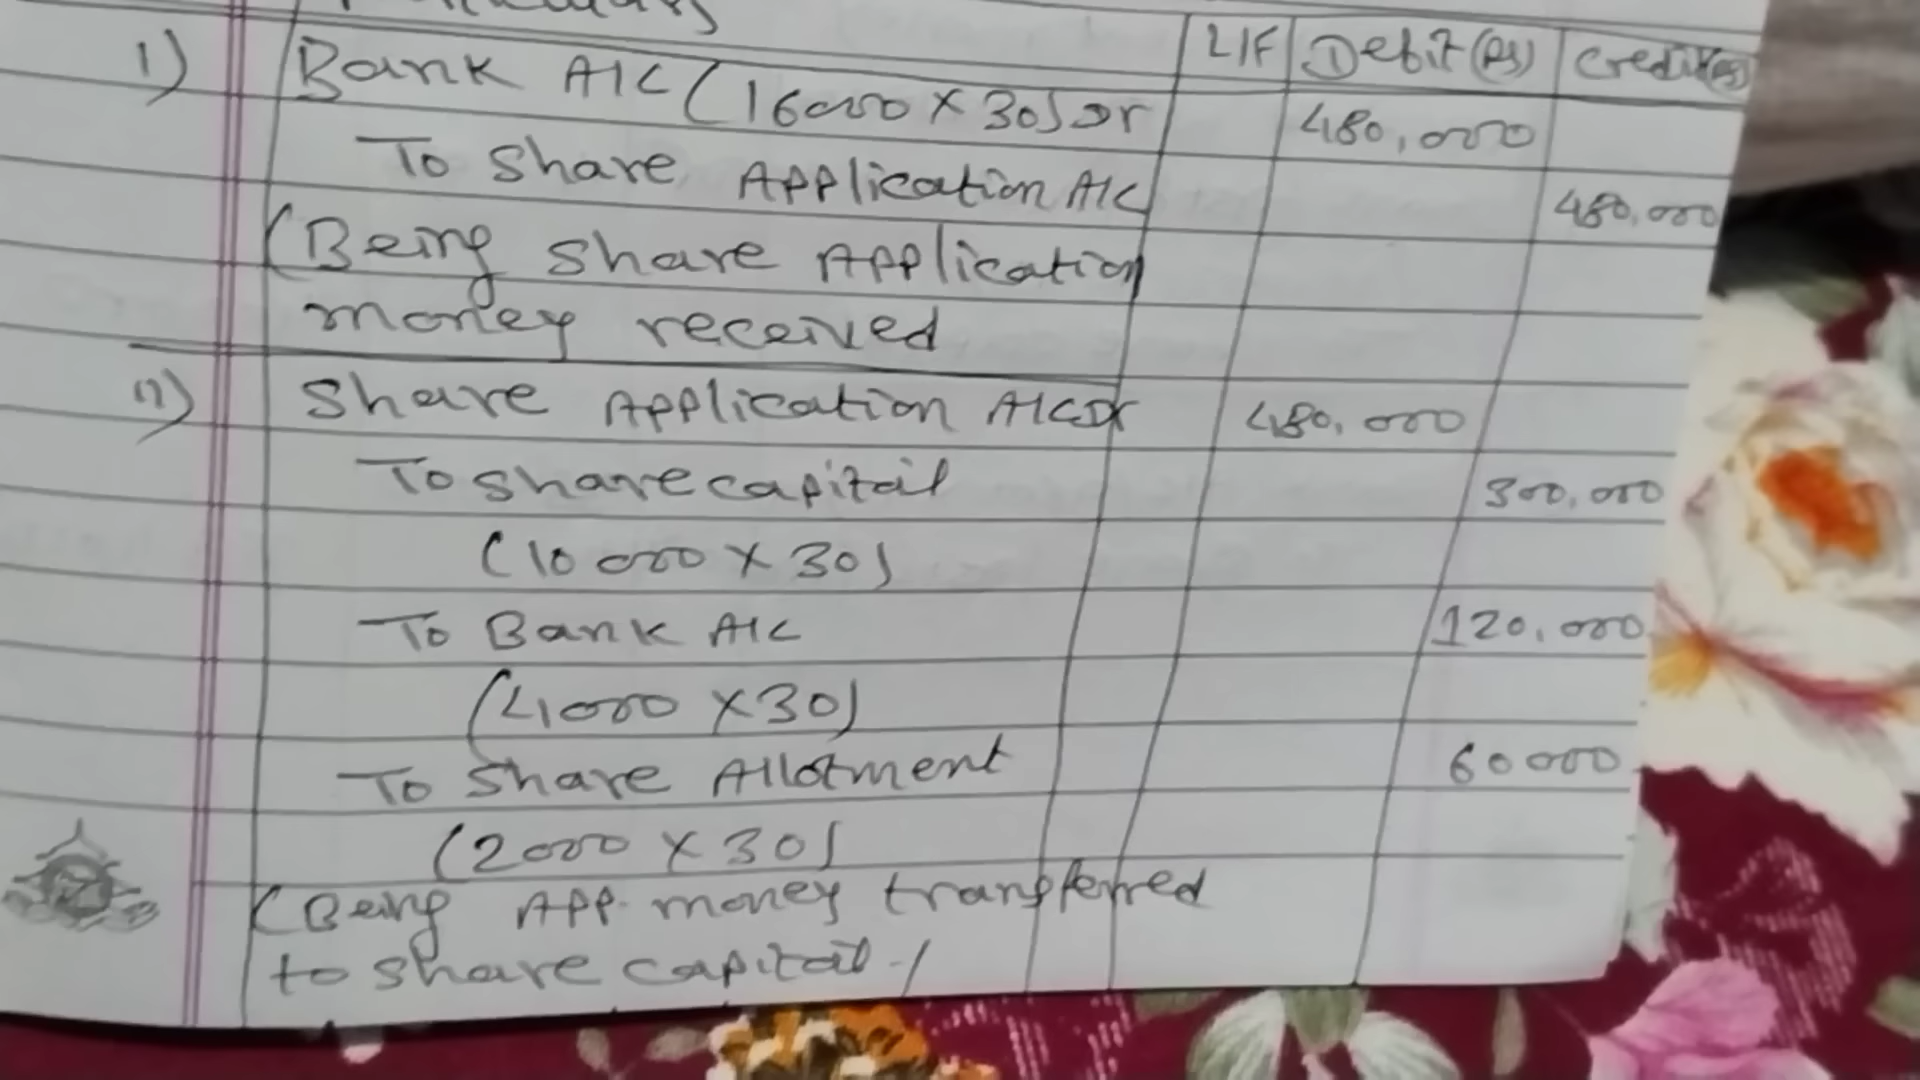 Particulars L/F Debit (Rs) Credit (Rs)
1) Bank A/C (16000 X 30) Dr 480,000
To Share Application A/C 480,000
(Being Share Application
money received
11) Share Application A/C Dr 480,000
To share capital 300,000
(10000 X 30)
To Bank A/C 120,000
(4000 X 30)
To Share Allotment 60000
(2000 X 30)
(Being App. money transferred
to share capital.)